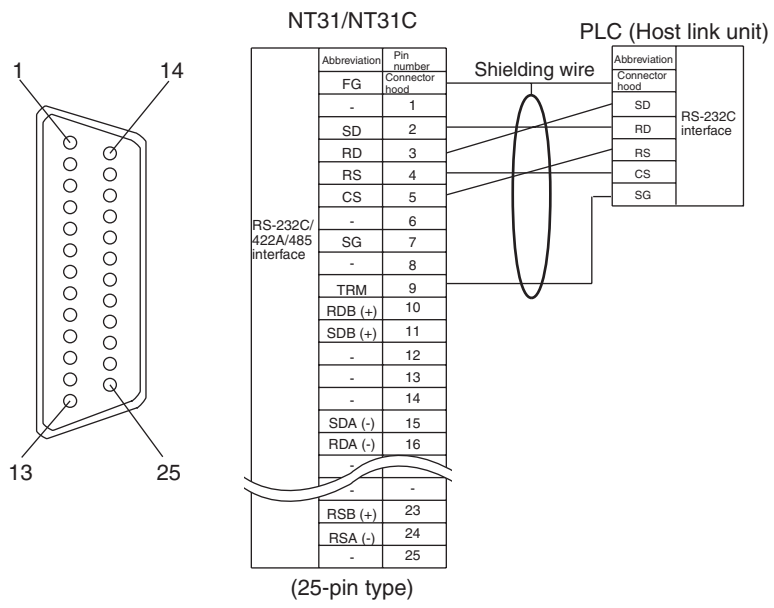 NT31/NT31C
PLC (Host link unit)
1
14
13
25
Shielding wire
RS-232C/
422A/485
interface
Abbreviation Pin number
FG Connector hood
- 1
SD 2
RD 3
RS 4
CS 5
- 6
SG 7
- 8
TRM 9
RDB (+) 10
SDB (+) 11
- 12
- 13
- 14
SDA (-) 15
RDA (-) 16
- -
- -
RSB (+) 23
RSA (-) 24
- 25
(25-pin type)
Abbreviation
Connector
hood
SD
RD
RS
CS
SG
RS-232C
interface